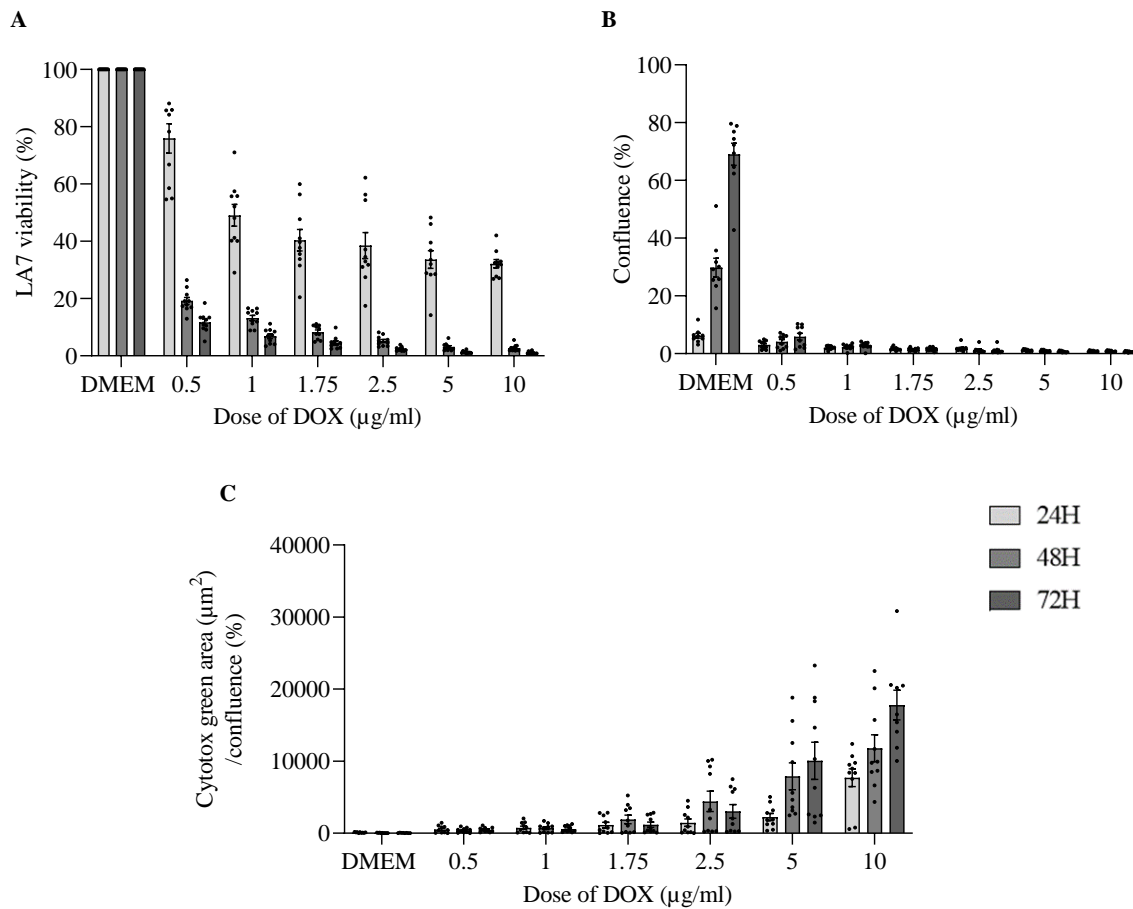 A
LA7 viability (%)
100
80
60
40
20
0
DMEM 0.5 1 1.75 2.5 5 10
Dose of DOX (µg/ml)
B
Confluence (%)
100
80
60
40
20
0
DMEM 0.5 1 1.75 2.5 5 10
Dose of DOX (µg/ml)
C
Cytotox green area (µm²)
/confluence (%)
40000
30000
20000
10000
0
DMEM 0.5 1 1.75 2.5 5 10
Dose of DOX (µg/ml)
24H
48H
72H